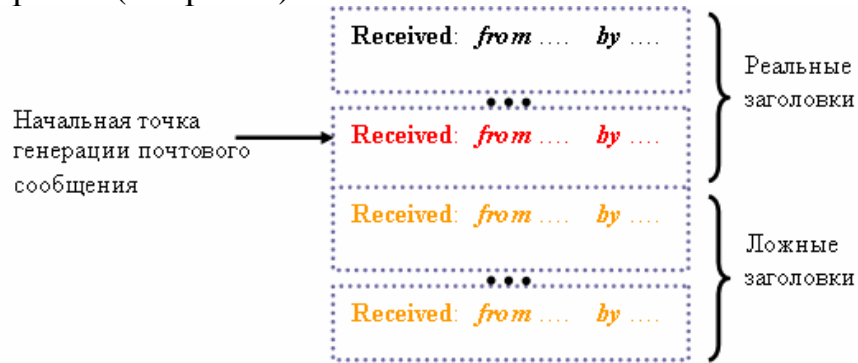 Received: from .... by ....
Реальные
заголовки
Начальная точка
генерации почтового
сообщения
Received: from .... by ....
Received: from .... by ....
Ложные
заголовки
Received: from .... by ....